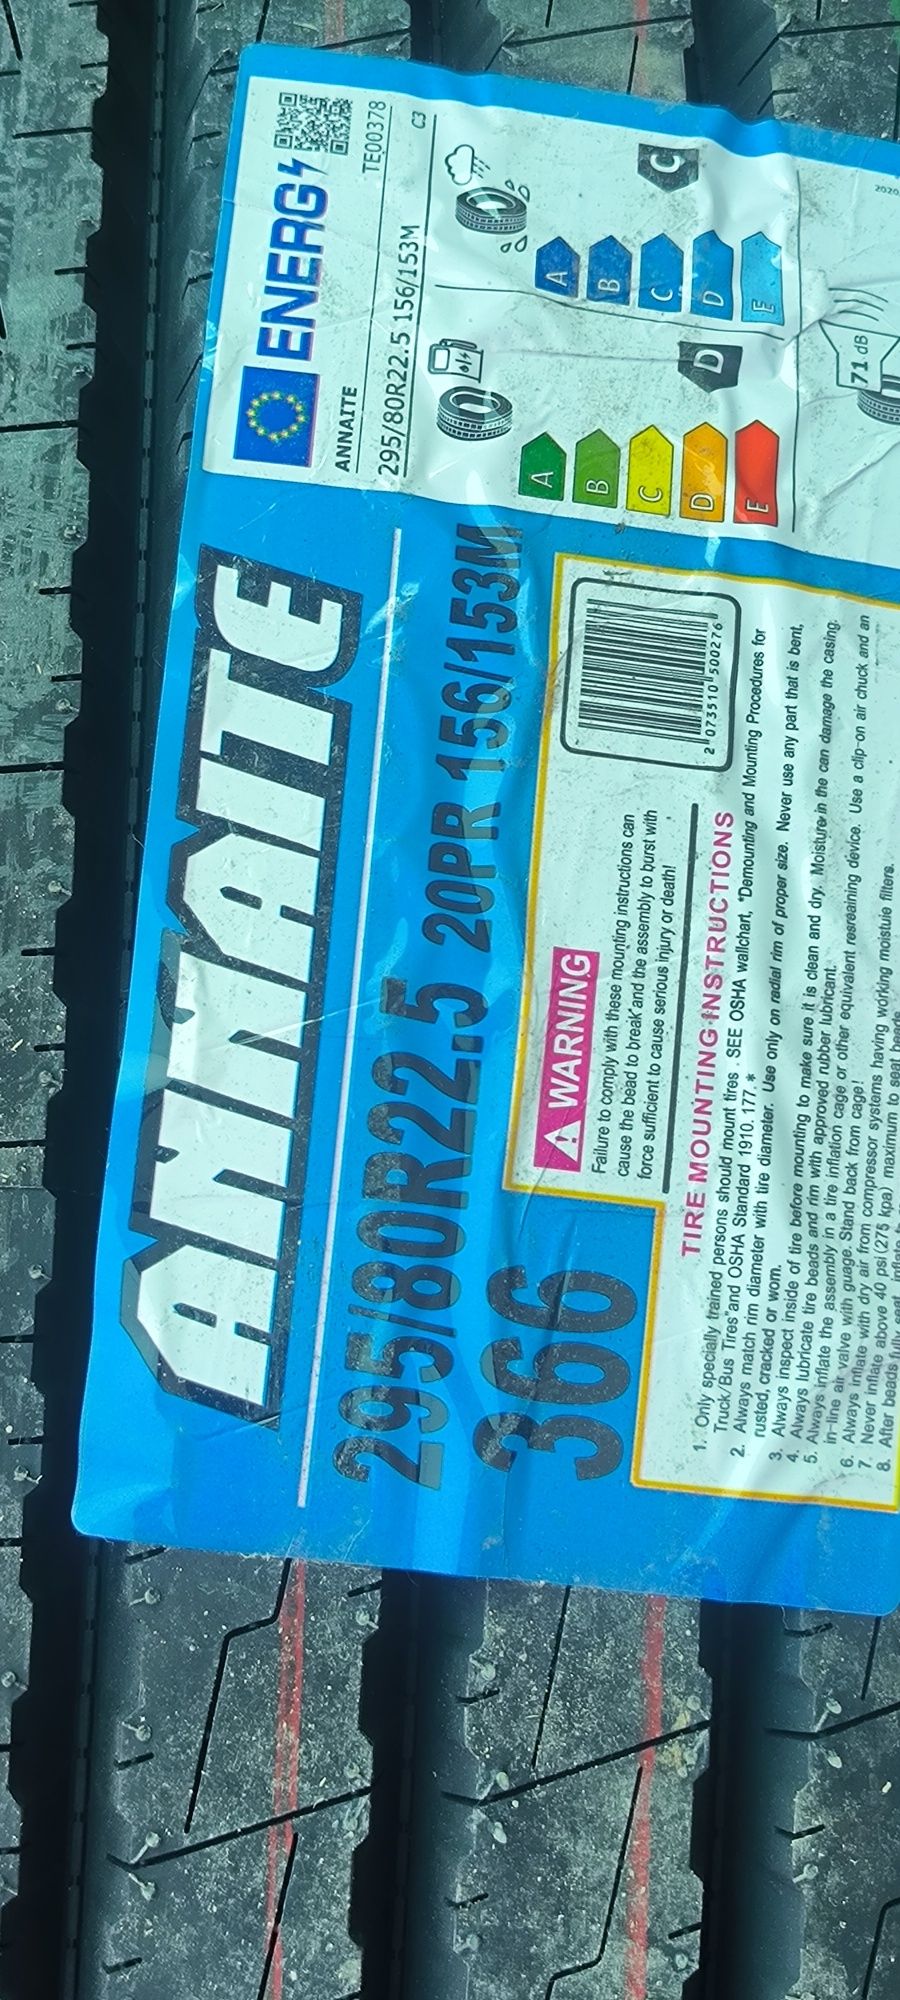 ANNAITE
295/80R22.5 20PR 156/153M
366
WARNING
Failure to comply with these mounting instructions can
cause the bead to break and the assembly to burst with
force sufficient to cause serious injury or death!
2 073510 500276
TIRE MOUNTING INSTRUCTIONS
1. Only specially trained persons should mount tires. SEE OSHA wallchart, "Demounting and Mounting Procedures for
Truck/Bus Tires" and OSHA Standard 1910. 177.*
2. Always match rim diameter with tire diameter. Use only on radial rim of proper size. Never use any part that is bent,
rusted, cracked or worn.
3. Always inspect inside of tire before mounting to make sure it is clean and dry. Moisture in the can damage the casing.
4. Always lubricate tire beads and rim with approved rubber lubricant.
5. Always inflate the assembly in a tire inflation cage or other equivalent resreaining device. Use a clip-on air chuck and an
in-line air valve with guage. Stand back from cage!
6. Always inflate with dry air from compressor systems having working moistuie filters.
7. Never inflate above 40 psi(275 kpa) maximum to seat beads
8. After beads fully seat
ENERG
ANNAITE
TE00378
295/80R22.5 156/153M
C3
A
B
C
D
E
D
A
B
C
D
E
C
71 dB
2020